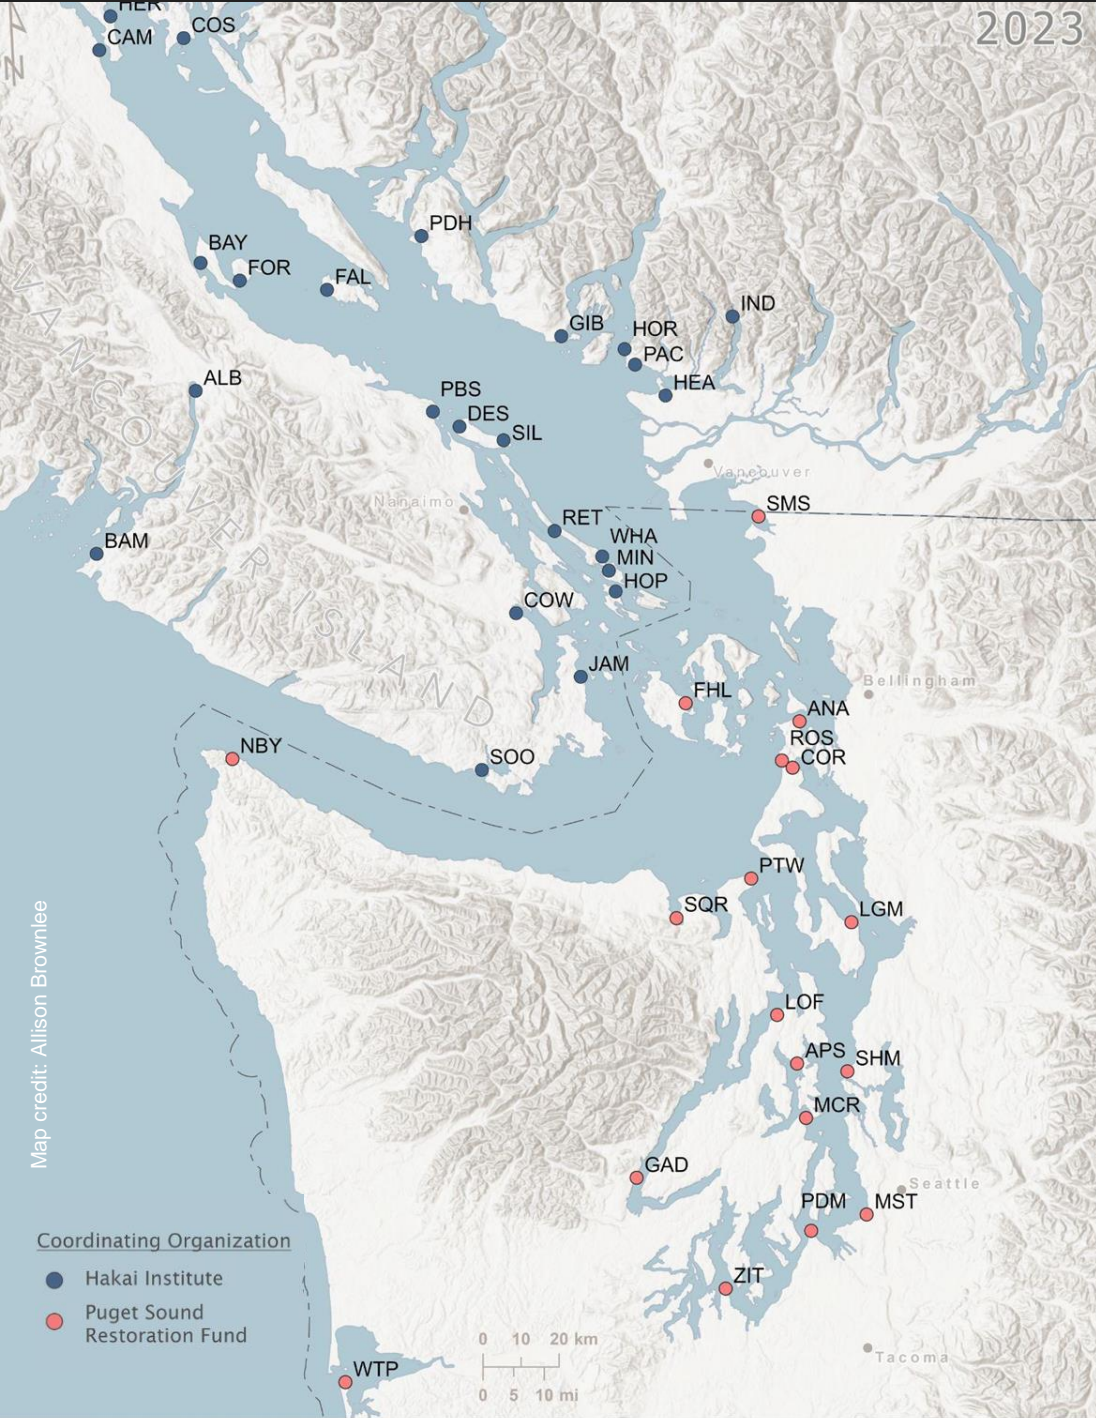 HER
COS
2023
CAM
N
PDH
BAY
FOR
FAL
IND
GIB
HOR
PAC
HEA
ALB
PBS
DES
SIL
Vancouver
Nanaimo
SMS
RET
WHA
BAM
MIN
HOP
COW
VANCOUVER ISLAND
JAM
Bellingham
FHL
ANA
ROS
NBY
SOO
COR
PTW
SQR
LGM
LOF
APS
SHM
MCR
GAD
Seattle
PDM
MST
ZIT
Tacoma
WTP
Map credit: Allison Brownlee
Coordinating Organization
Hakai Institute
Puget Sound
Restoration Fund
0 10 20 km
0 5 10 mi